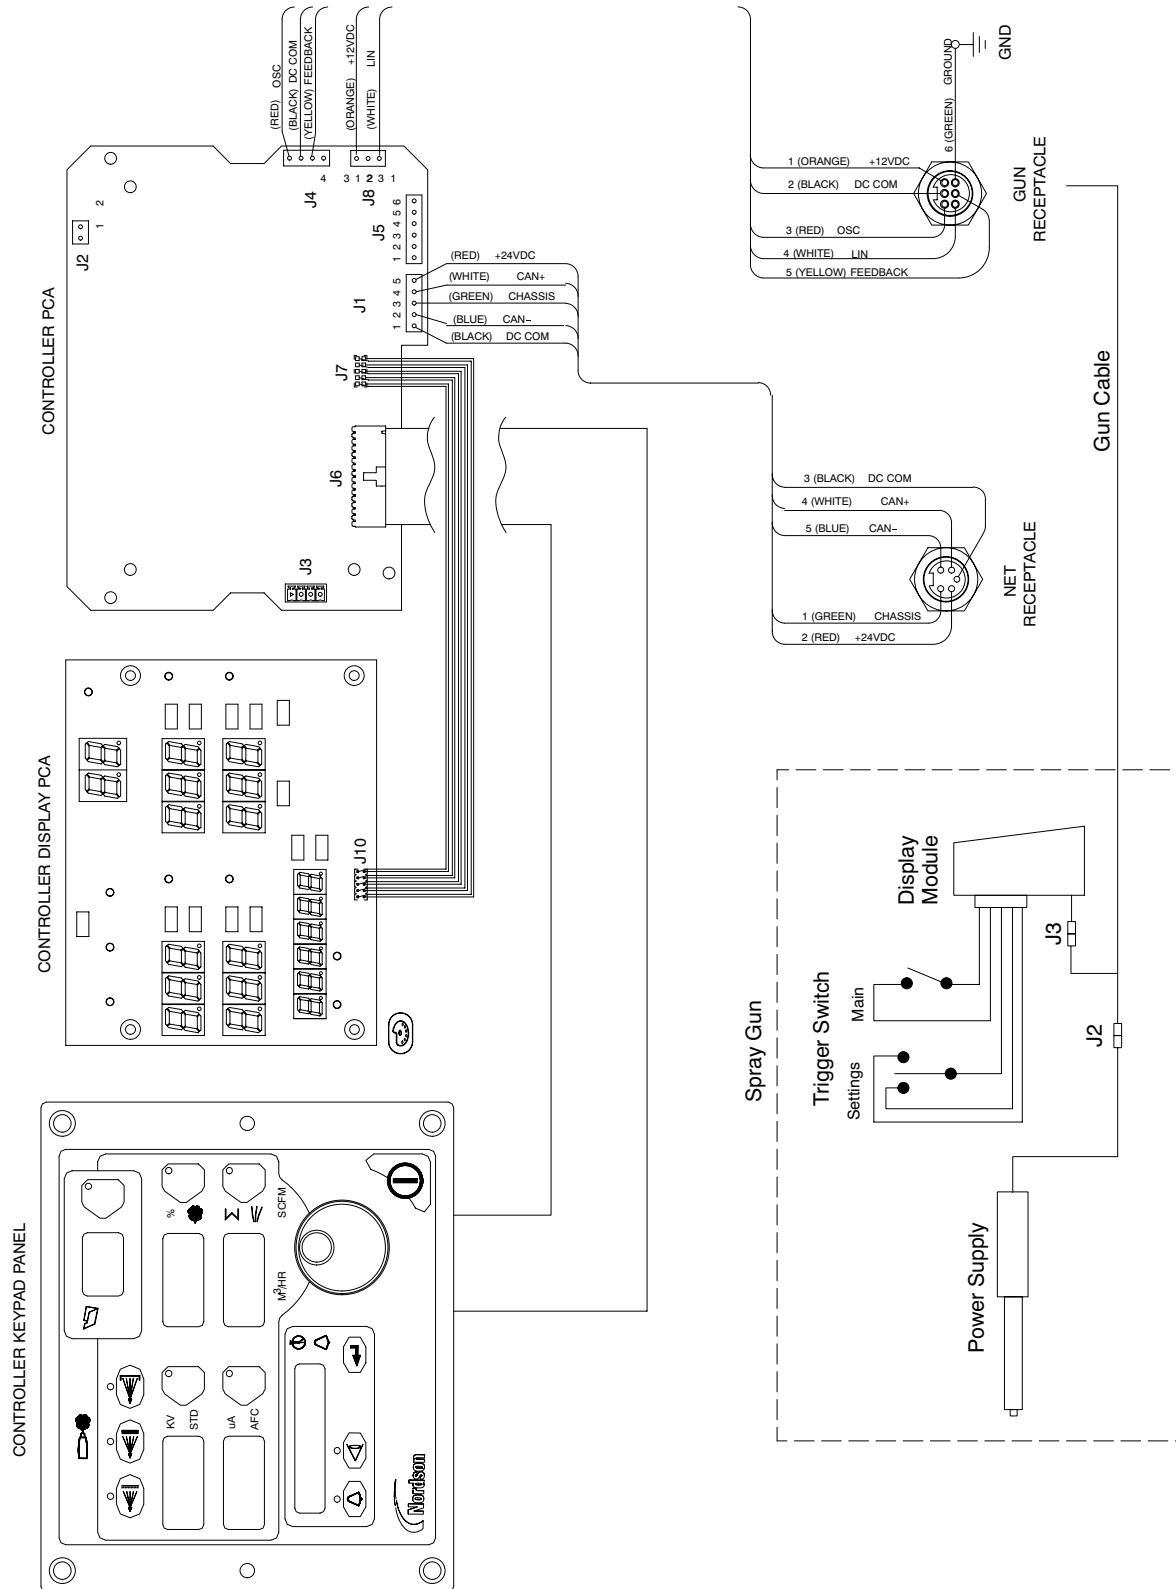 CONTROLLER PCA
J2
1 2
(RED) OSC
(BLACK) DC COM
(YELLOW) FEEDBACK
(ORANGE) +12VDC
(WHITE) LIN
J4
4 3 2 1
J8
1 2 3
J5
1 2 3 4 5 6
J1
1 2 3 4 5
(RED) +24VDC
(WHITE) CAN+
(GREEN) CHASSIS
(BLUE) CAN–
(BLACK) DC COM
J7
J6
J3
1 (ORANGE) +12VDC
2 (BLACK) DC COM
3 (RED) OSC
4 (WHITE) LIN
5 (YELLOW) FEEDBACK
6 (GREEN) GROUND
GND
GUN
RECEPTACLE
Gun Cable
3 (BLACK) DC COM
4 (WHITE) CAN+
5 (BLUE) CAN–
1 (GREEN) CHASSIS
2 (RED) +24VDC
NET
RECEPTACLE
CONTROLLER DISPLAY PCA
J10
CONTROLLER KEYPAD PANEL
KV
STD
uA
AFC
%
M³/HR
SCFM
Nordson
Spray Gun
Trigger Switch
Settings
Main
Display
Module
J3
J2
Power Supply